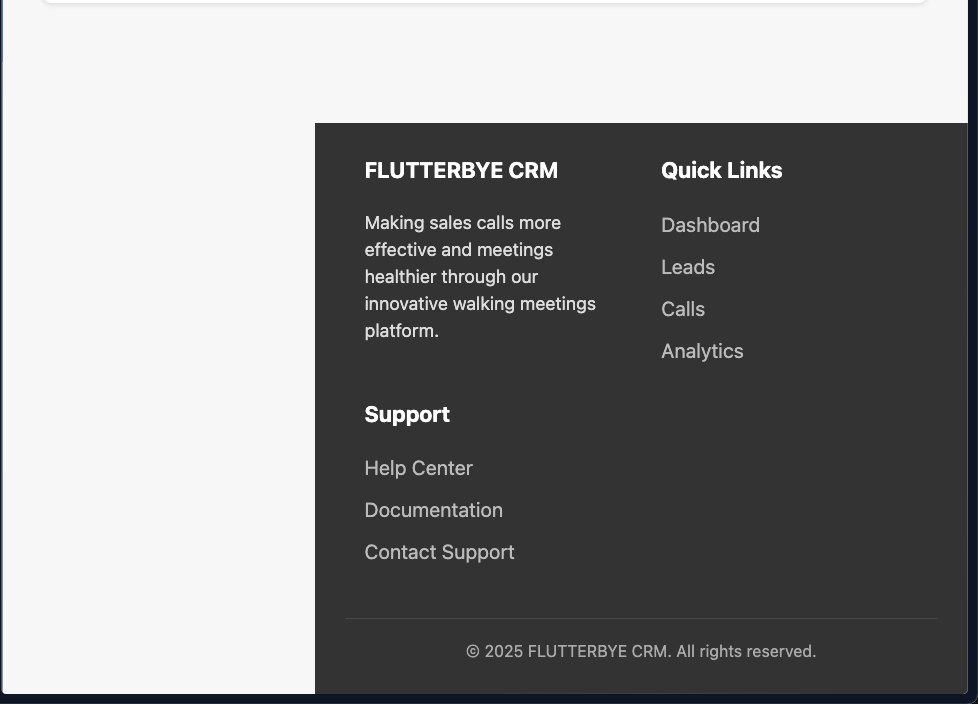 FLUTTERBYE CRM
Making sales calls more
effective and meetings
healthier through our
innovative walking meetings
platform.
Quick Links
Dashboard
Leads
Calls
Analytics
Support
Help Center
Documentation
Contact Support
© 2025 FLUTTERBYE CRM. All rights reserved.